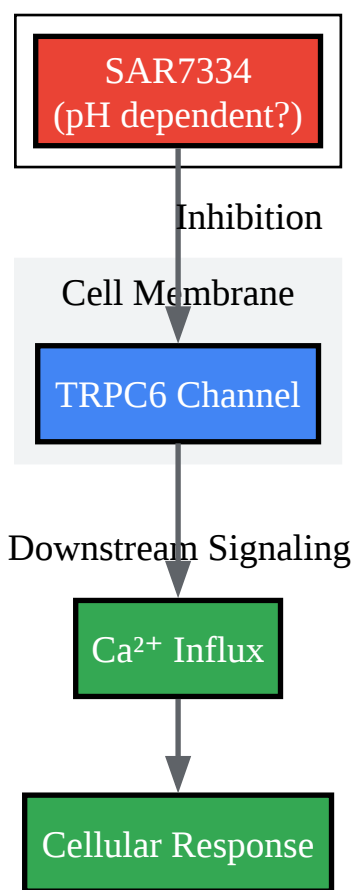 SAR7334
(pH dependent?)
Inhibition
Cell Membrane
TRPC6 Channel
Downstream Signaling
Ca²⁺ Influx
Cellular Response